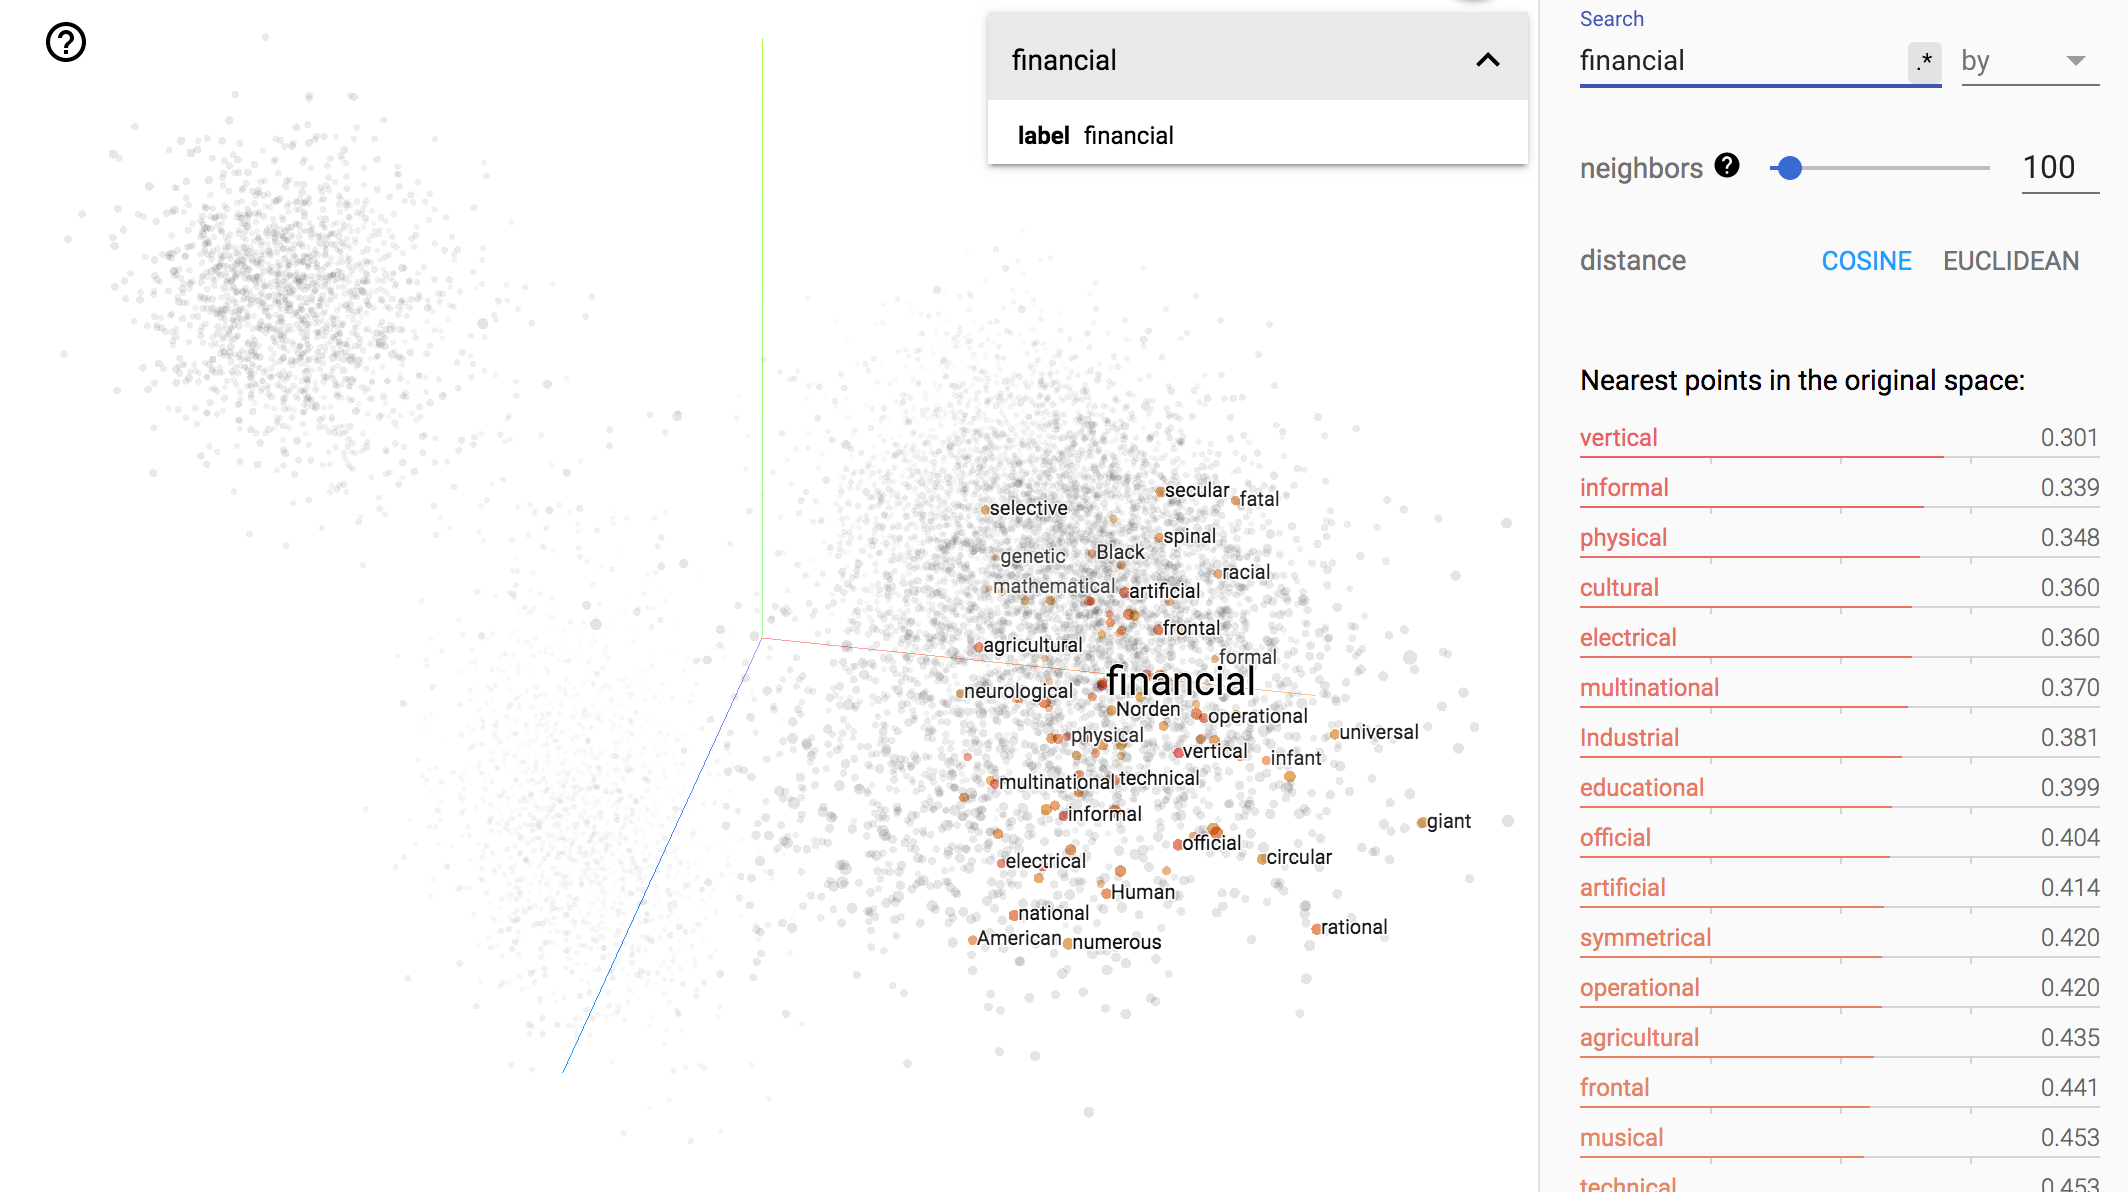 financial
label financial
selective
secular
fatal
spinal
genetic
Black
racial
mathematical
artificial
frontal
agricultural
formal
financial
neurological
Norden
operational
physical
universal
vertical
infant
multinational
technical
informal
giant
official
electrical
circular
Human
national
rational
American
numerous
Search
financial .* by
neighbors ? 100
distance COSINE EUCLIDEAN
Nearest points in the original space:
vertical 0.301
informal 0.339
physical 0.348
cultural 0.360
electrical 0.360
multinational 0.370
Industrial 0.381
educational 0.399
official 0.404
artificial 0.414
symmetrical 0.420
operational 0.420
agricultural 0.435
frontal 0.441
musical 0.453
technical 0.453